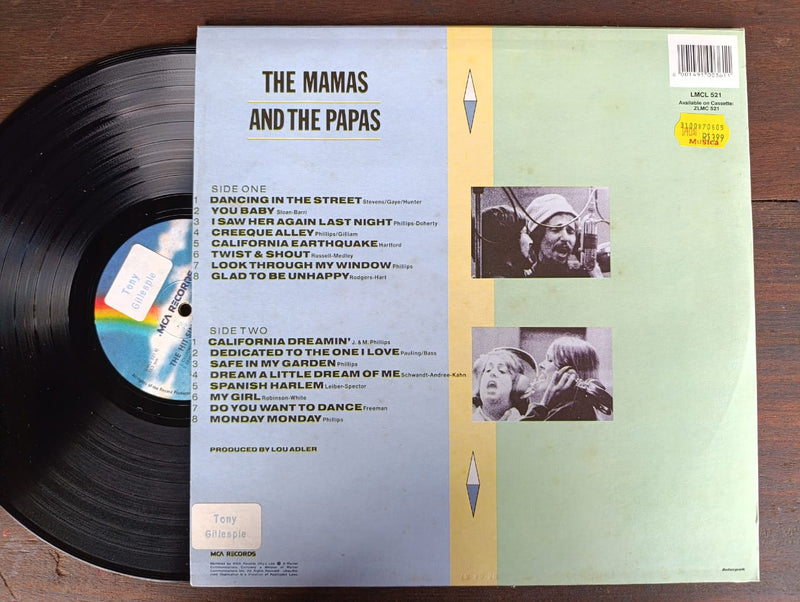 THE MAMAS
AND THE PAPAS
LMCL 521
Available on Cassette:
ZLMC 521
MUSICA
SIDE ONE
1 DANCING IN THE STREET Stevens/Gaye/Hunter
2 YOU BABY Sloan-Barri
3 I SAW HER AGAIN LAST NIGHT Phillips-Doherty
4 CREEQUE ALLEY Phillips/Gilliam
5 CALIFORNIA EARTHQUAKE Hartford
6 TWIST & SHOUT Russell-Medley
7 LOOK THROUGH MY WINDOW Phillips
8 GLAD TO BE UNHAPPY Rodgers-Hart
SIDE TWO
1 CALIFORNIA DREAMIN' J. & M. Phillips
2 DEDICATED TO THE ONE I LOVE Pauling/Bass
3 SAFE IN MY GARDEN Phillips
4 DREAM A LITTLE DREAM OF ME Schwandt-Andree-Kahn
5 SPANISH HARLEM Leiber-Spector
6 MY GIRL Robinson-White
7 DO YOU WANT TO DANCE Freeman
8 MONDAY MONDAY Phillips
PRODUCED BY LOU ADLER
Tony
Gillespie
MCA RECORDS
Tony
Gillespie
MCA RECORDS